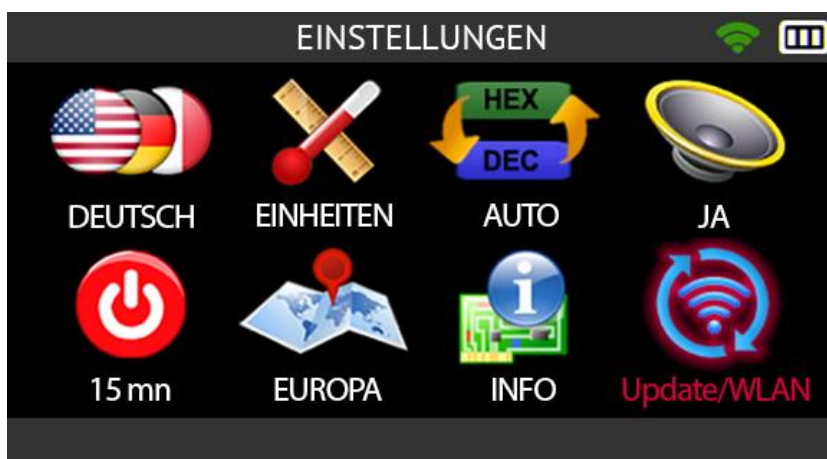 EINSTELLUNGEN
HEX
DEC
DEUTSCH EINHEITEN AUTO JA
15 mn EUROPA INFO Update/WLAN